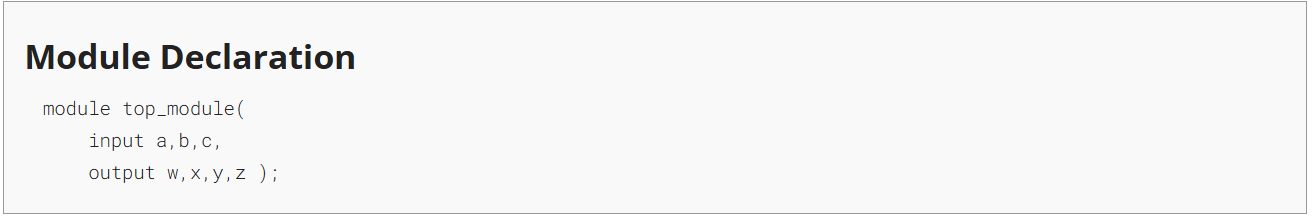 Module Declaration
module top_module(
input a,b,c,
output w,x,y,z );